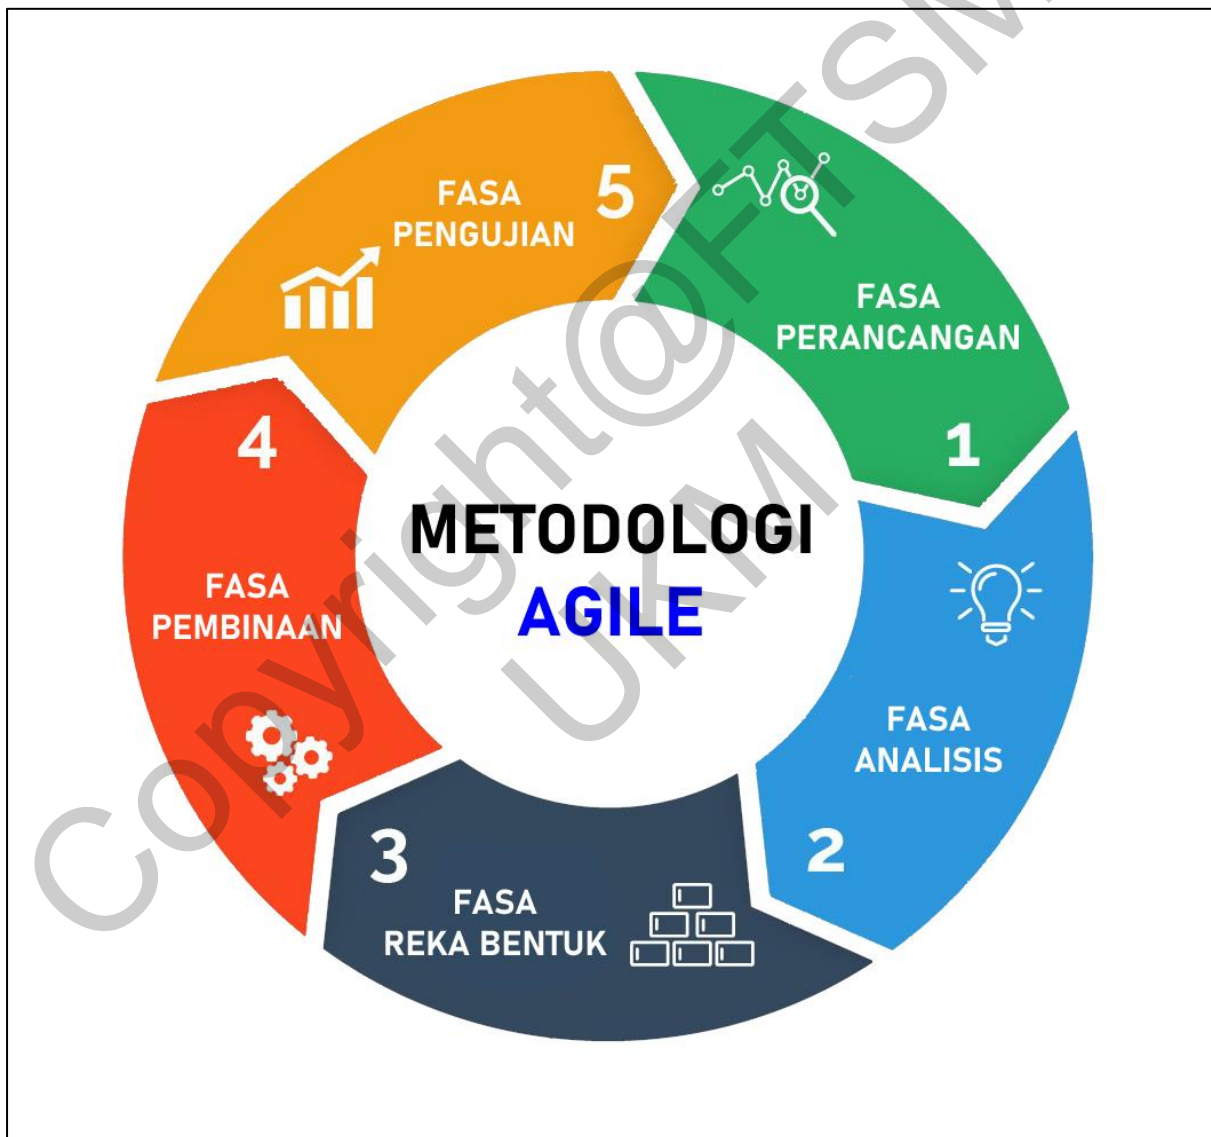 METODOLOGI
AGILE
FASA
PERANCANGAN
1
FASA
ANALISIS
2
3
FASA
REKA BENTUK
4
FASA
PEMBINAAN
5
FASA
PENGUJIAN
Copyright@FTSM
UKM